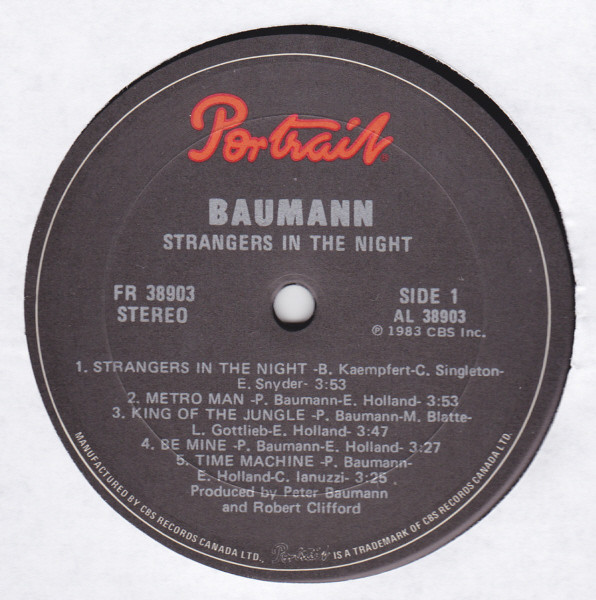 Portrait
BAUMANN
STRANGERS IN THE NIGHT
FR 38903
STEREO
SIDE 1
AL 38903
℗ 1983 CBS Inc.
1. STRANGERS IN THE NIGHT -B. Kaempfert-C. Singleton-
E. Snyder- 3:53
2. METRO MAN -P. Baumann-E. Holland- 3:53
3. KING OF THE JUNGLE -P. Baumann-M. Blatte-
L. Gottlieb-E. Holland- 3:47
4. BE MINE -P. Baumann-E. Holland- 3:27
5. TIME MACHINE -P. Baumann-
E. Holland-C. Ianuzzi- 3:25
Produced by Peter Baumann
and Robert Clifford
MANUFACTURED BY CBS RECORDS CANADA LTD., Portrait IS A TRADEMARK OF CBS RECORDS CANADA LTD.